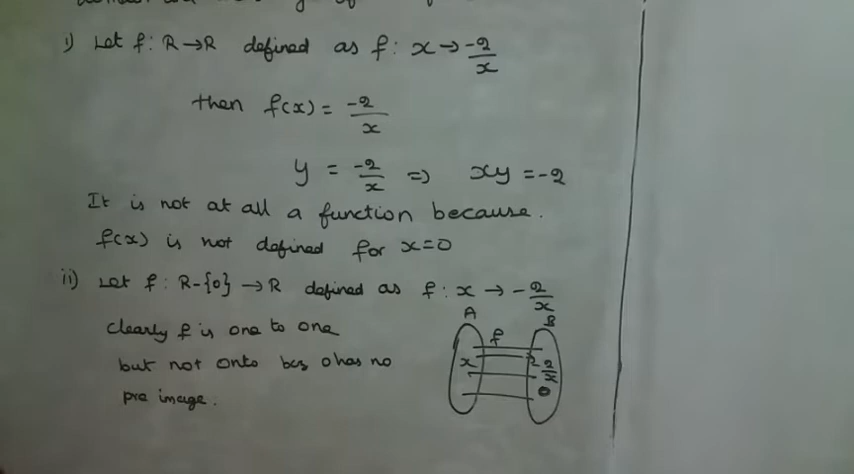 i) Let f: R→R defined as f: x→ -2/x
then f(x) = -2/x
y = -2/x => xy = -2
It is not at all a function because.
f(x) is not defined for x=0
ii) Let f: R-{0} → R defined as f: x → -2/x
A
B
clearly f is one to one
f
but not onto bcz 0 has no
x
0
pre image.